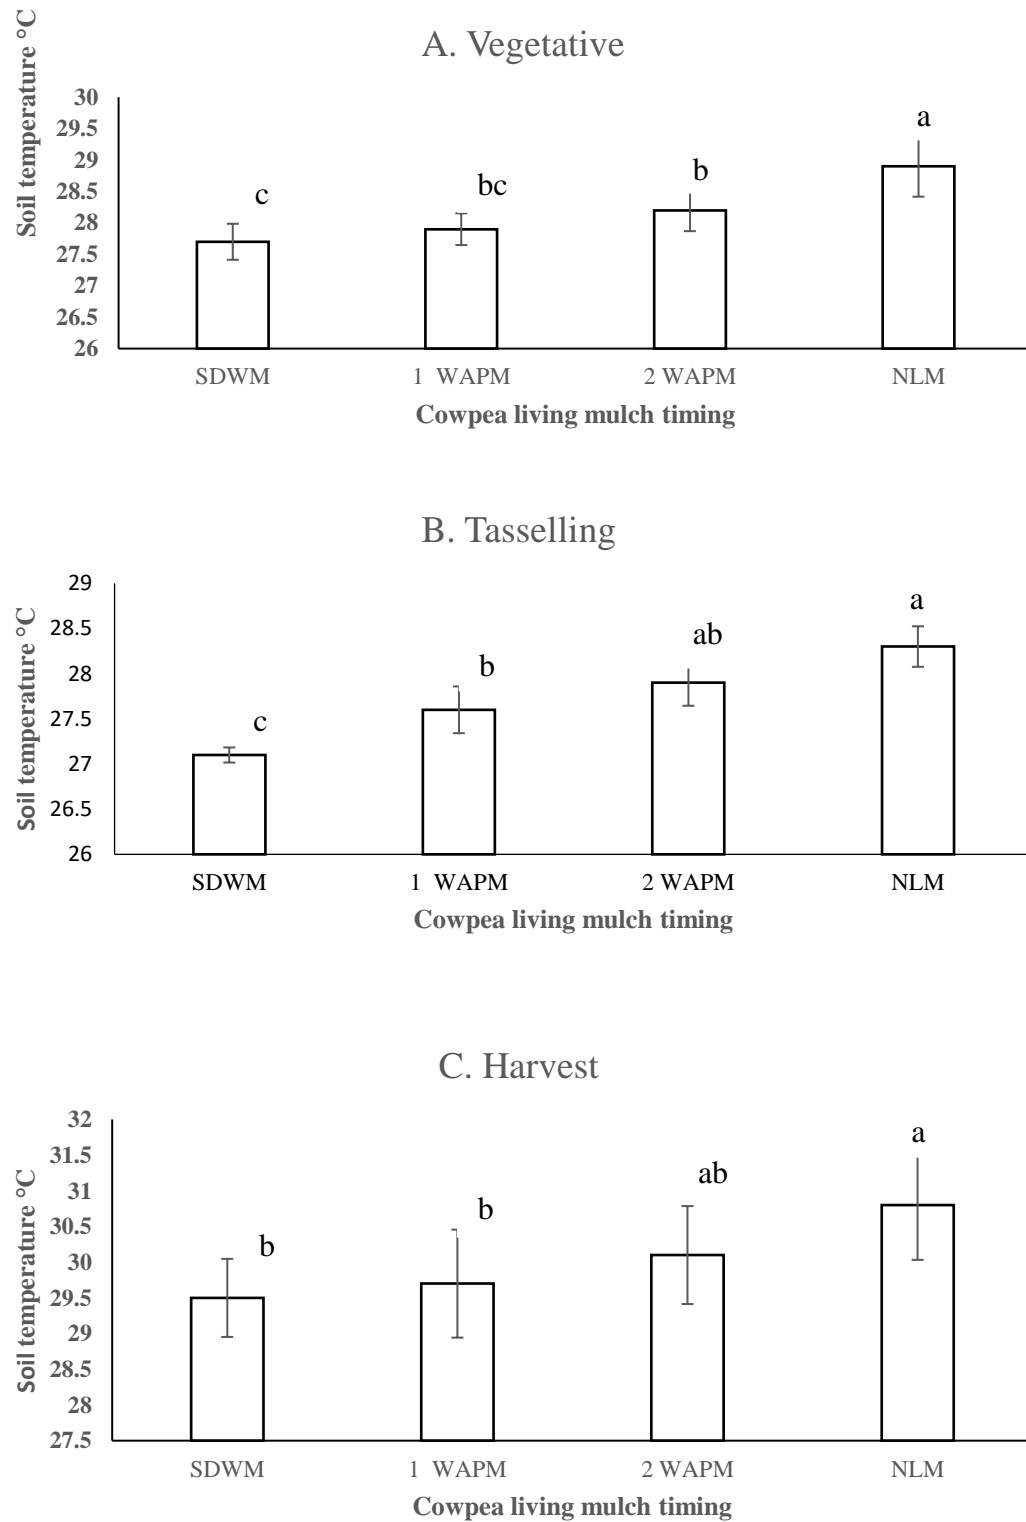 A. Vegetative
Soil temperature °C
30
29.5
29
28.5
28
27.5
27
26.5
26
c
bc
b
a
SDWM 1 WAPM 2 WAPM NLM
Cowpea living mulch timing
B. Tasselling
Soil temperature °C
29
28.5
28
27.5
27
26.5
26
c
b
ab
a
SDWM 1 WAPM 2 WAPM NLM
Cowpea living mulch timing
C. Harvest
Soil temperature °C
32
31.5
31
30.5
30
29.5
29
28.5
28
27.5
b
b
ab
a
SDWM 1 WAPM 2 WAPM NLM
Cowpea living mulch timing